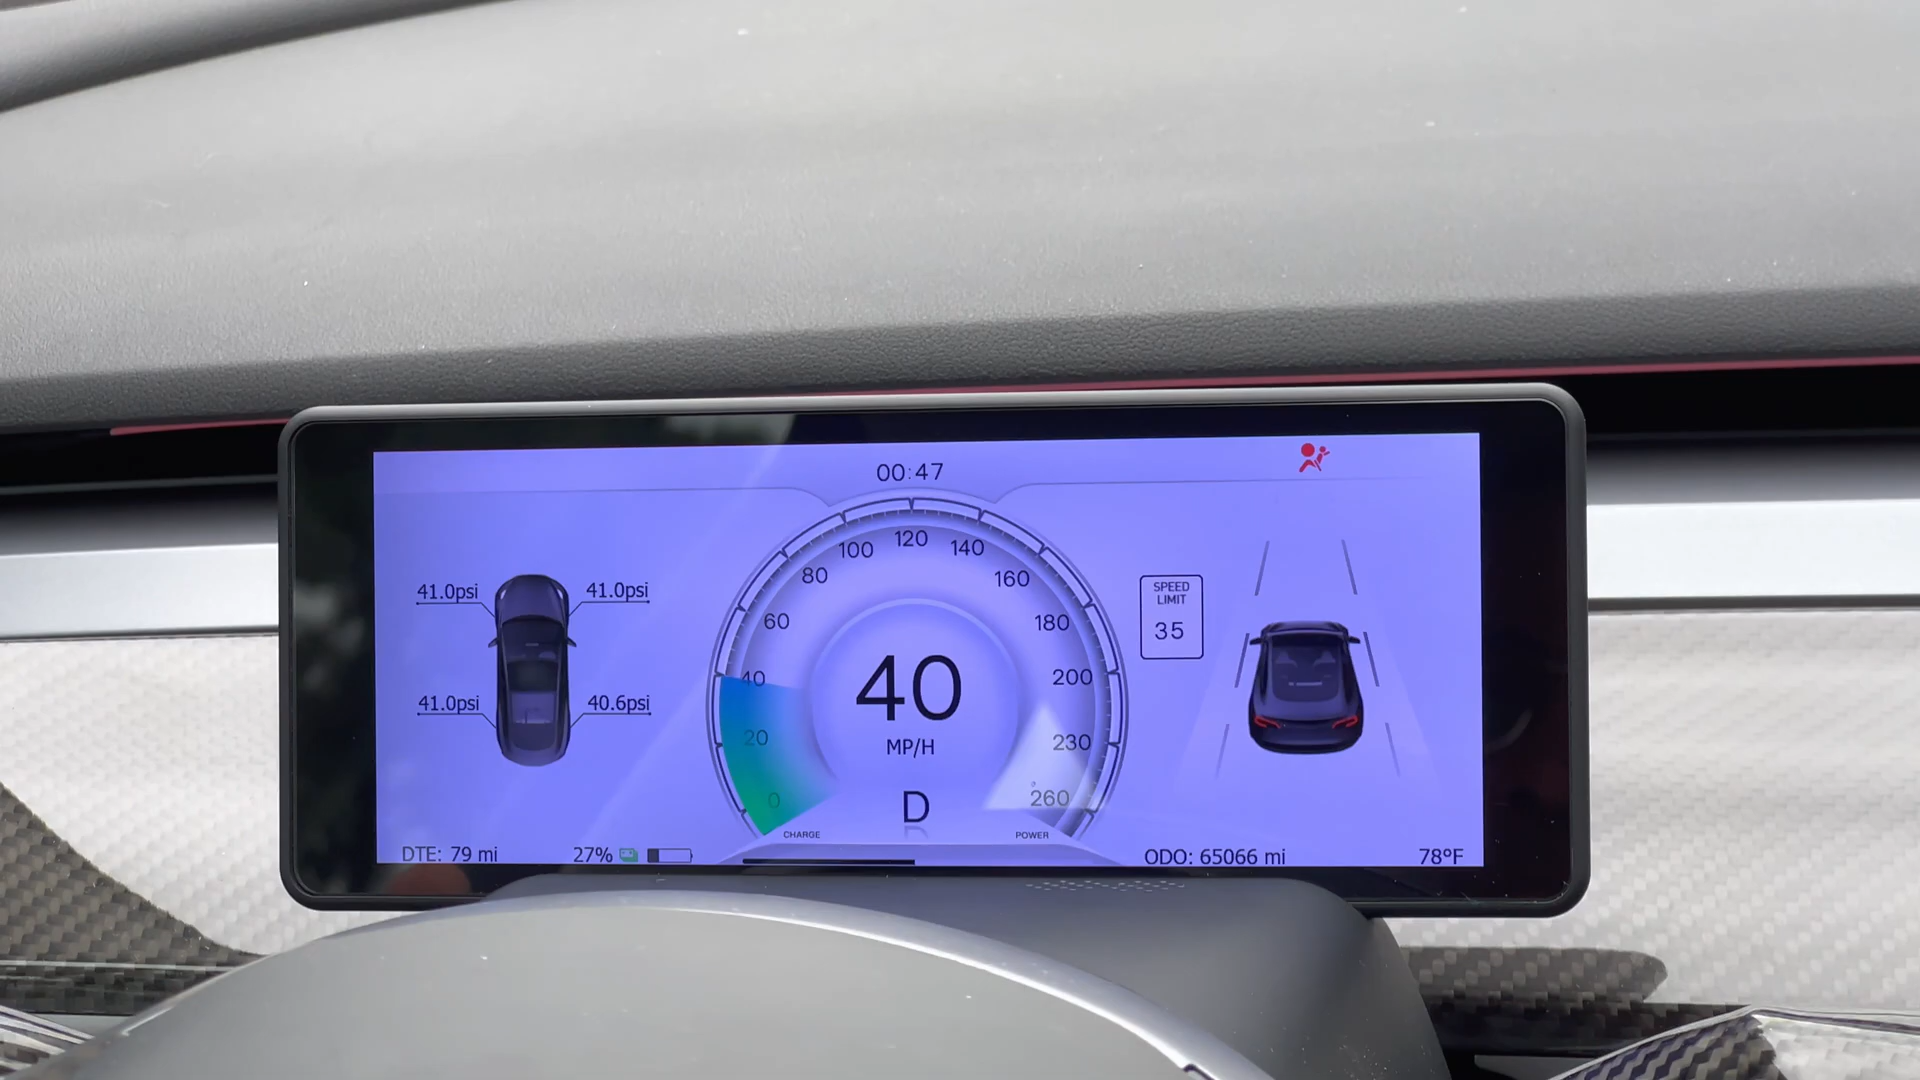 00:47
41.0psi
41.0psi
41.0psi
40.6psi
0
20
40
60
80
100
120
140
160
180
200
230
260
40
MP/H
D
CHARGE
POWER
SPEED
LIMIT
35
DTE: 79 mi
27%
ODO: 65066 mi
78ºF